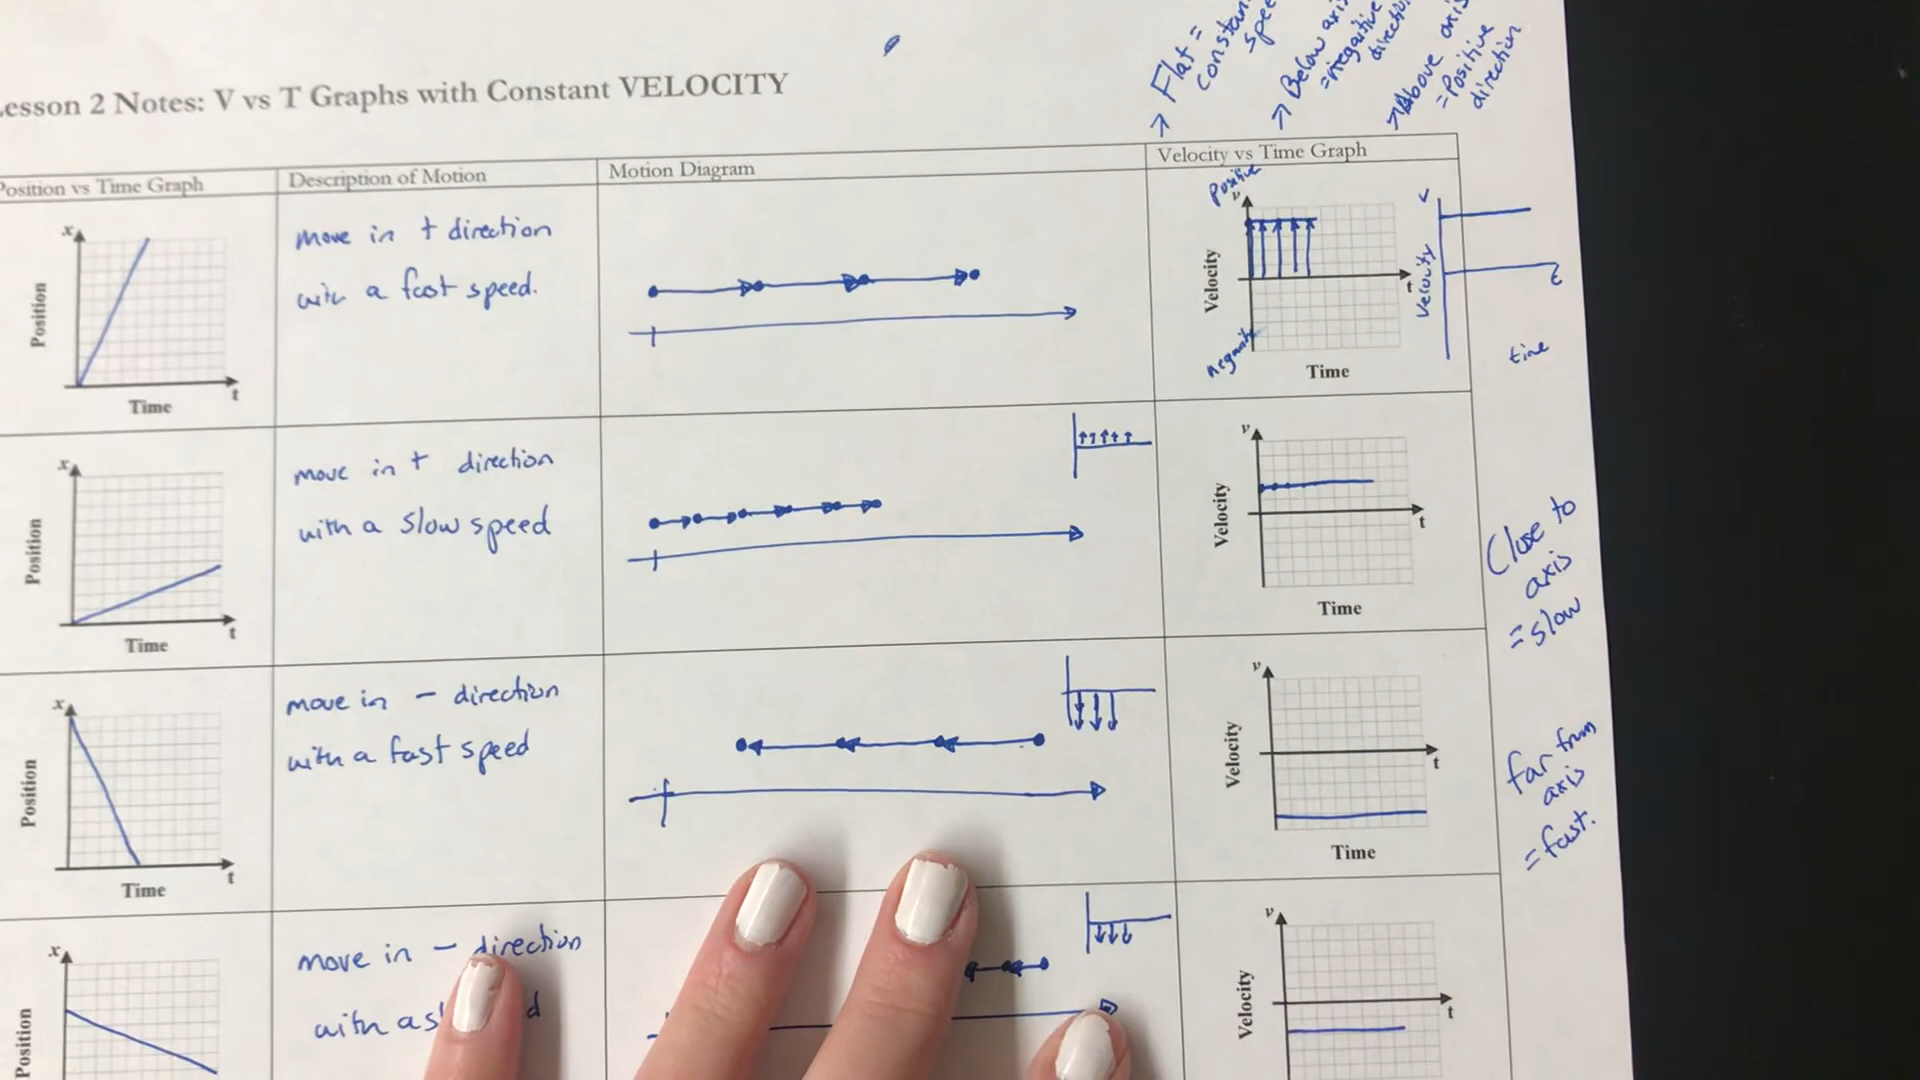 → Flat =
→ Below axis
= negative
direction
→ Above axis
= Positive
direction
esson 2 Notes: V vs T Graphs with Constant VELOCITY
Position vs Time Graph
Description of Motion
Motion Diagram
Velocity vs Time Graph
x
Position
t
Time
move in + direction
with a fast speed.
Positive
v
Velocity
negative
t
Time
v
Velocity
t
time
x
Position
t
Time
move in + direction
with a slow speed
v
Velocity
t
Time
Close to
axis
= slow
x
Position
t
Time
move in - direction
with a fast speed
v
Velocity
t
Time
far from
axis
= fast.
x
Position
move in - direction
with a
v
Velocity
t